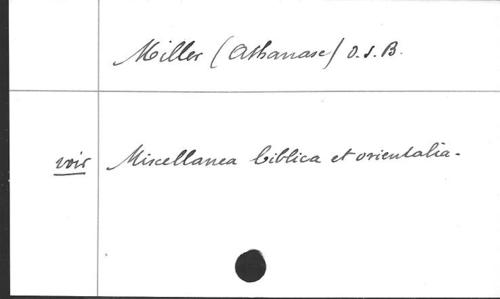 Miller (Athanase) O.S.B.
voir Miscellanea biblica et orientalia.